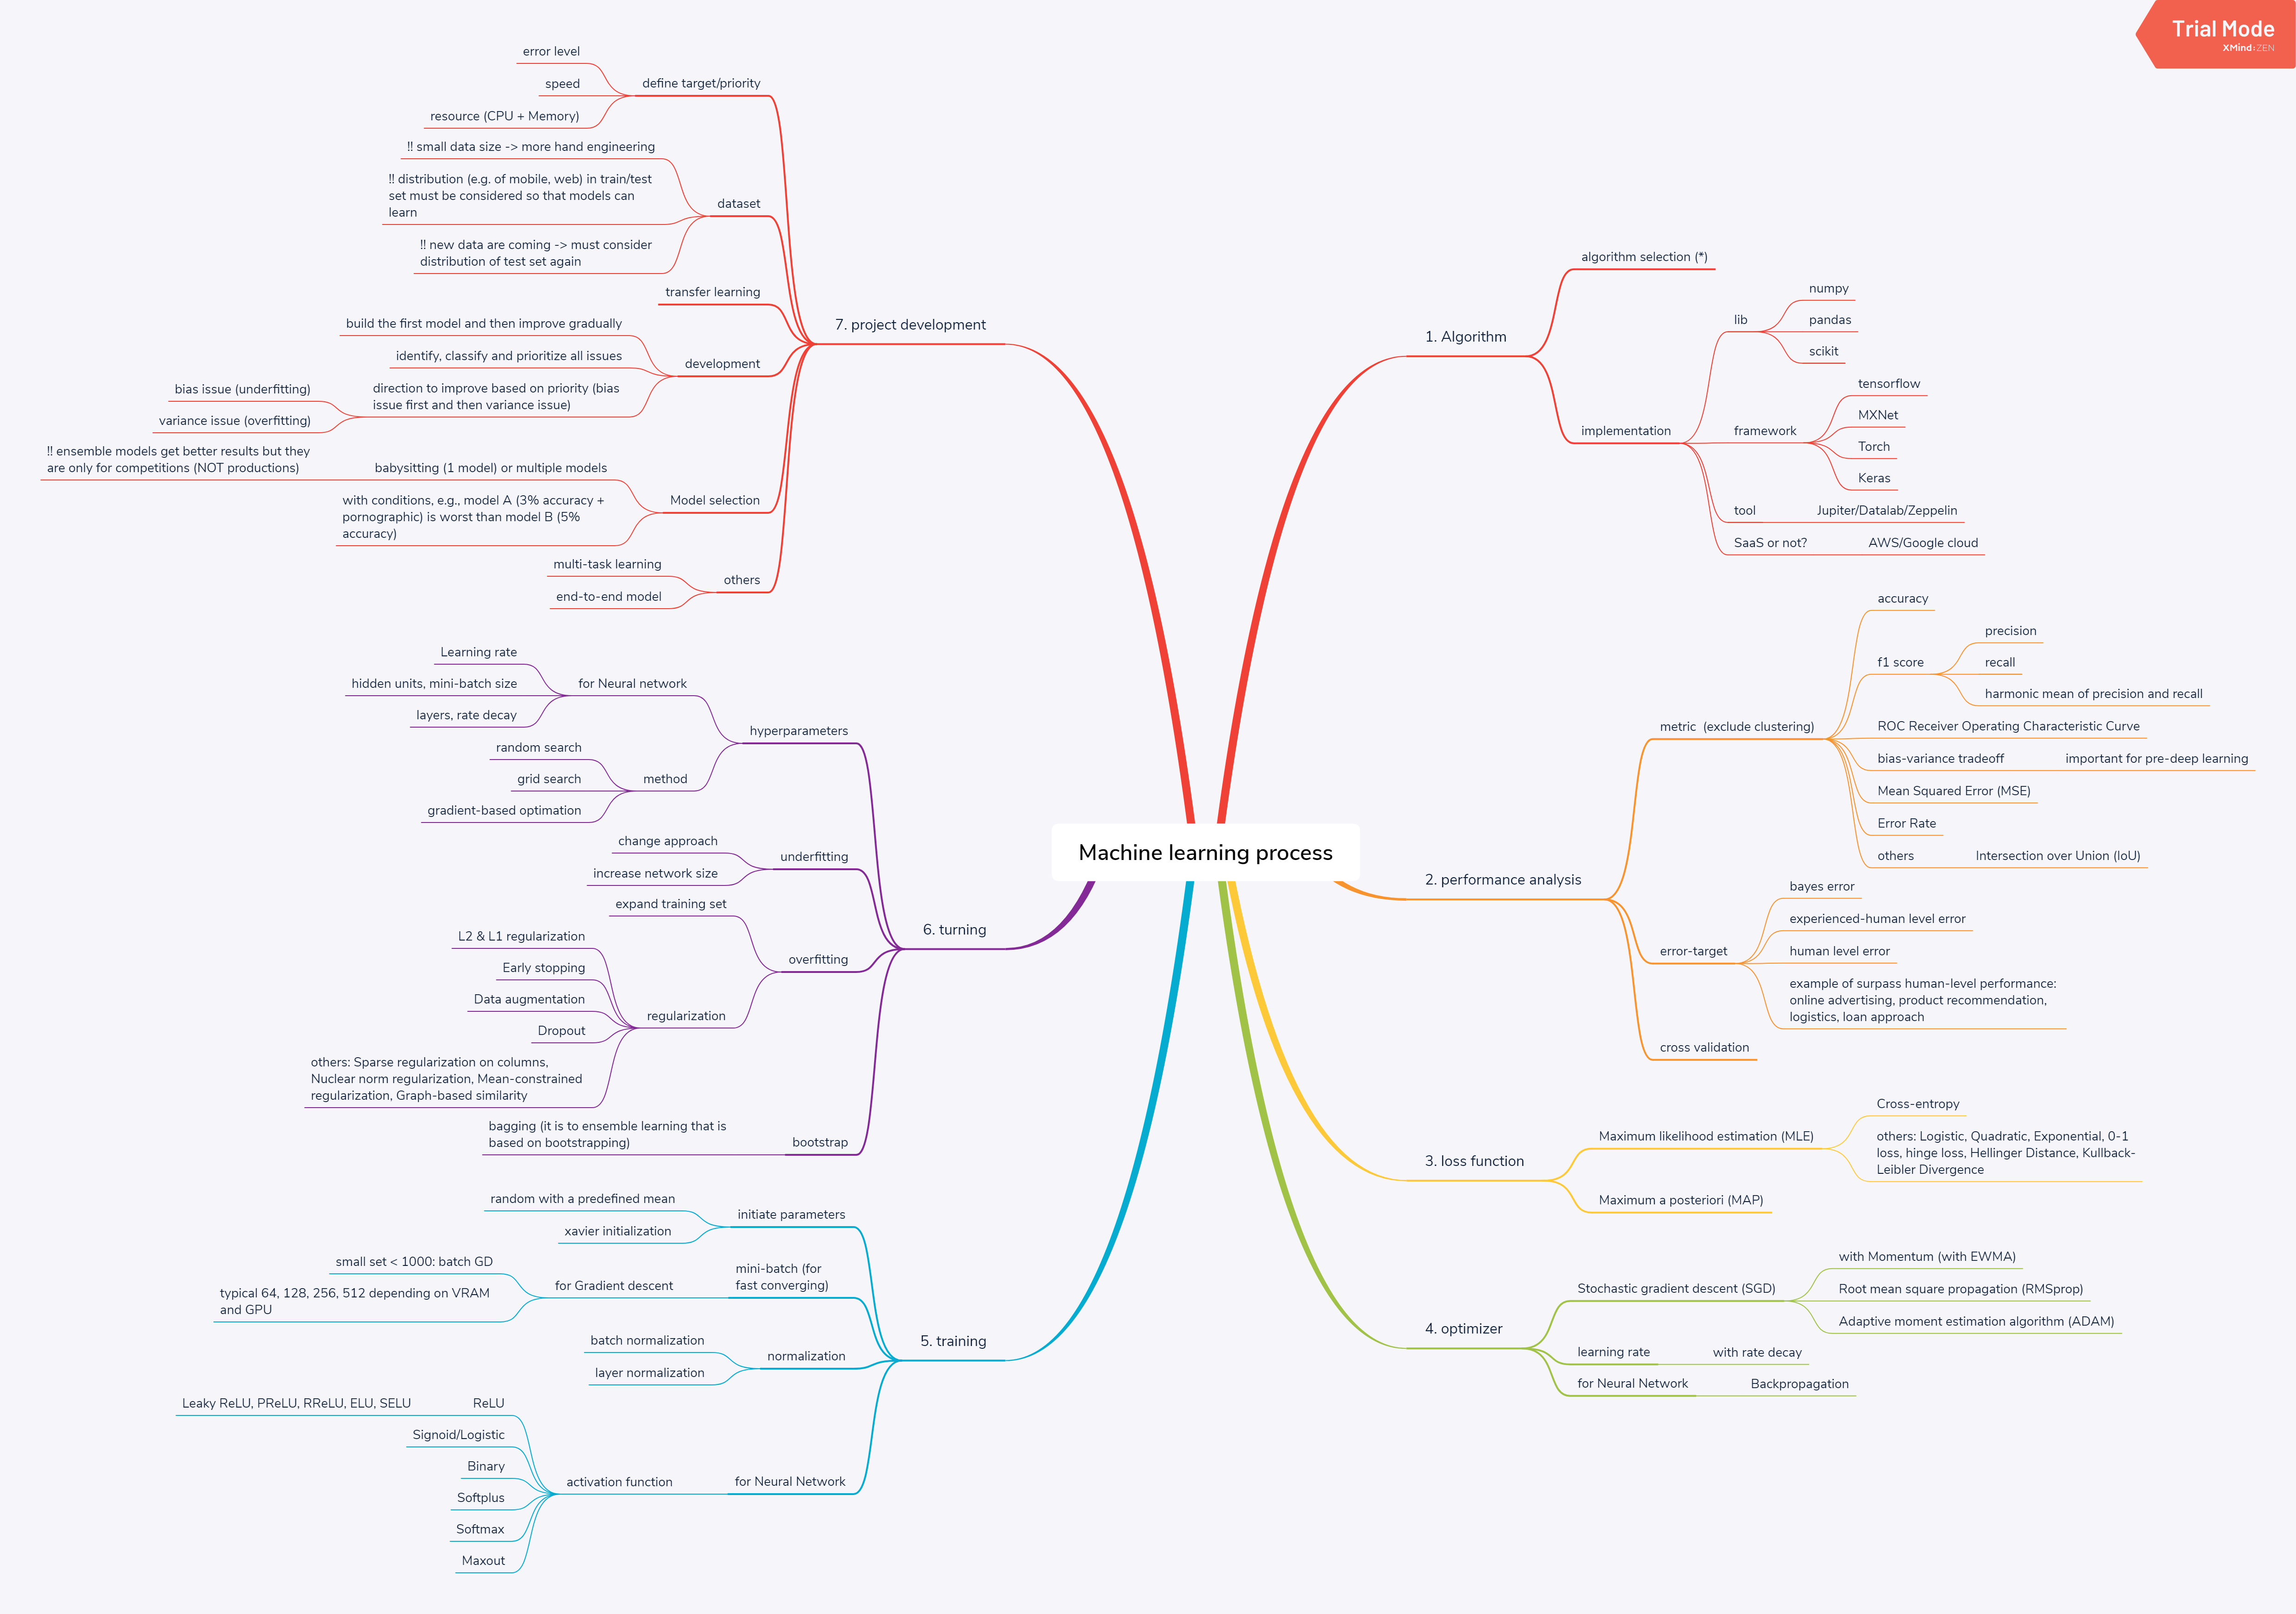 Trial Mode
XMind:ZEN
Machine learning process
1. Algorithm
algorithm selection (*)
implementation
lib
numpy
pandas
scikit
framework
tensorflow
MXNet
Torch
Keras
tool
Jupiter/Datalab/Zeppelin
SaaS or not?
AWS/Google cloud
2. performance analysis
metric (exclude clustering)
accuracy
f1 score
precision
recall
harmonic mean of precision and recall
ROC Receiver Operating Characteristic Curve
bias-variance tradeoff
important for pre-deep learning
Mean Squared Error (MSE)
Error Rate
others
Intersection over Union (IoU)
error-target
bayes error
experienced-human level error
human level error
example of surpass human-level performance:
online advertising, product recommendation,
logistics, loan approach
cross validation
3. loss function
Maximum likelihood estimation (MLE)
Cross-entropy
others: Logistic, Quadratic, Exponential, 0-1
loss, hinge loss, Hellinger Distance, Kullback-
Leibler Divergence
Maximum a posteriori (MAP)
4. optimizer
Stochastic gradient descent (SGD)
with Momentum (with EWMA)
Root mean square propagation (RMSprop)
Adaptive moment estimation algorithm (ADAM)
learning rate
with rate decay
for Neural Network
Backpropagation
5. training
initiate parameters
random with a predefined mean
xavier initialization
mini-batch (for
fast converging)
for Gradient descent
small set < 1000: batch GD
typical 64, 128, 256, 512 depending on VRAM
and GPU
normalization
batch normalization
layer normalization
for Neural Network
activation function
ReLU
Leaky ReLU, PReLU, RReLU, ELU, SELU
Signoid/Logistic
Binary
Softplus
Softmax
Maxout
6. turning
hyperparameters
for Neural network
Learning rate
hidden units, mini-batch size
layers, rate decay
method
random search
grid search
gradient-based optimation
underfitting
change approach
increase network size
overfitting
expand training set
regularization
L2 & L1 regularization
Early stopping
Data augmentation
Dropout
others: Sparse regularization on columns,
Nuclear norm regularization, Mean-constrained
regularization, Graph-based similarity
bootstrap
bagging (it is to ensemble learning that is
based on bootstrapping)
7. project development
define target/priority
error level
speed
resource (CPU + Memory)
dataset
!! small data size -> more hand engineering
!! distribution (e.g. of mobile, web) in train/test
set must be considered so that models can
learn
!! new data are coming -> must consider
distribution of test set again
transfer learning
development
build the first model and then improve gradually
identify, classify and prioritize all issues
direction to improve based on priority (bias
issue first and then variance issue)
bias issue (underfitting)
variance issue (overfitting)
Model selection
babysitting (1 model) or multiple models
!! ensemble models get better results but they
are only for competitions (NOT productions)
with conditions, e.g., model A (3% accuracy +
pornographic) is worst than model B (5%
accuracy)
others
multi-task learning
end-to-end model